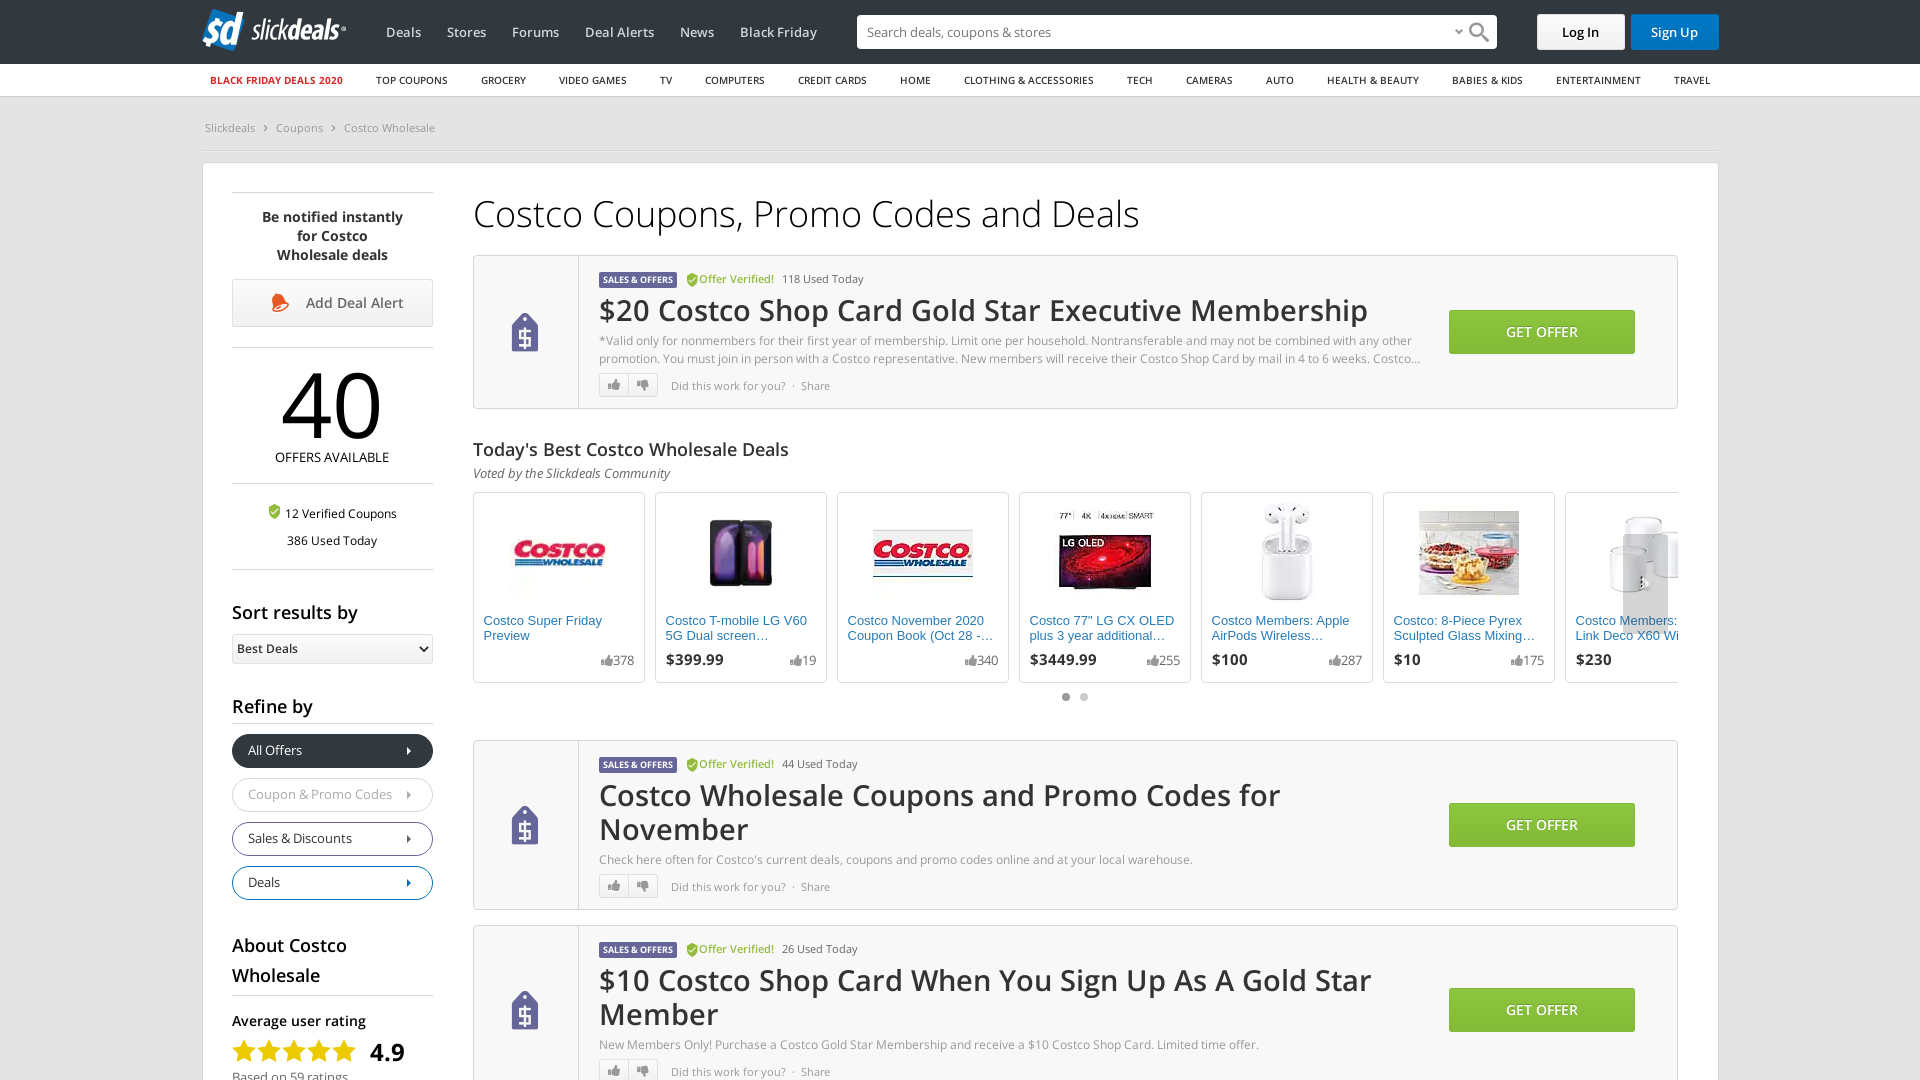 sd slickdeals
Deals
Stores
Forums
Deal Alerts
News
Black Friday
Search deals, coupons & stores
Log In
Sign Up
BLACK FRIDAY DEALS 2020
TOP COUPONS
GROCERY
VIDEO GAMES
TV
COMPUTERS
CREDIT CARDS
HOME
CLOTHING & ACCESSORIES
TECH
CAMERAS
AUTO
HEALTH & BEAUTY
BABIES & KIDS
ENTERTAINMENT
TRAVEL
Slickdeals › Coupons › Costco Wholesale
Be notified instantly
for Costco
Wholesale deals
Add Deal Alert
40
OFFERS AVAILABLE
12 Verified Coupons
386 Used Today
Sort results by
Best Deals
Refine by
All Offers
Coupon & Promo Codes
Sales & Discounts
Deals
About Costco
Wholesale
Average user rating
4.9
Based on 59 ratings
Costco Coupons, Promo Codes and Deals
SALES & OFFERS Offer Verified! 118 Used Today
$20 Costco Shop Card Gold Star Executive Membership
*Valid only for nonmembers for their first year of membership. Limit one per household. Nontransferable and may not be combined with any other
promotion. You must join in person with a Costco representative. New members will receive their Costco Shop Card by mail in 4 to 6 weeks. Costco...
Did this work for you? · Share
GET OFFER
Today's Best Costco Wholesale Deals
Voted by the Slickdeals Community
COSTCO
WHOLESALE
Costco Super Friday
Preview
378
Costco T-mobile LG V60
5G Dual screen…
$399.99
19
COSTCO
WHOLESALE
Costco November 2020
Coupon Book (Oct 28 -…
340
77" 4K 4xHDMI SMART
LG OLED
Costco 77" LG CX OLED
plus 3 year additional…
$3449.99
255
Costco Members: Apple
AirPods Wireless…
$100
287
Costco: 8-Piece Pyrex
Sculpted Glass Mixing…
$10
175
Costco Members:
Link Deco X60 Wi
$230
SALES & OFFERS Offer Verified! 44 Used Today
Costco Wholesale Coupons and Promo Codes for
November
Check here often for Costco's current deals, coupons and promo codes online and at your local warehouse.
Did this work for you? · Share
GET OFFER
SALES & OFFERS Offer Verified! 26 Used Today
$10 Costco Shop Card When You Sign Up As A Gold Star
Member
New Members Only! Purchase a Costco Gold Star Membership and receive a $10 Costco Shop Card. Limited time offer.
Did this work for you? · Share
GET OFFER